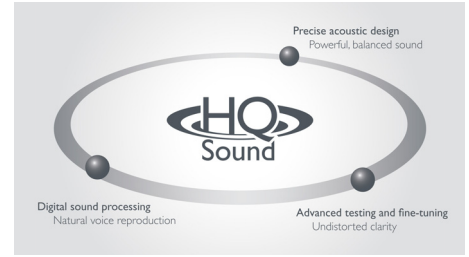 Precise acoustic design
Powerful, balanced sound
HQ
Sound
Digital sound processing
Natural voice reproduction
Advanced testing and fine-tuning
Undistorted clarity